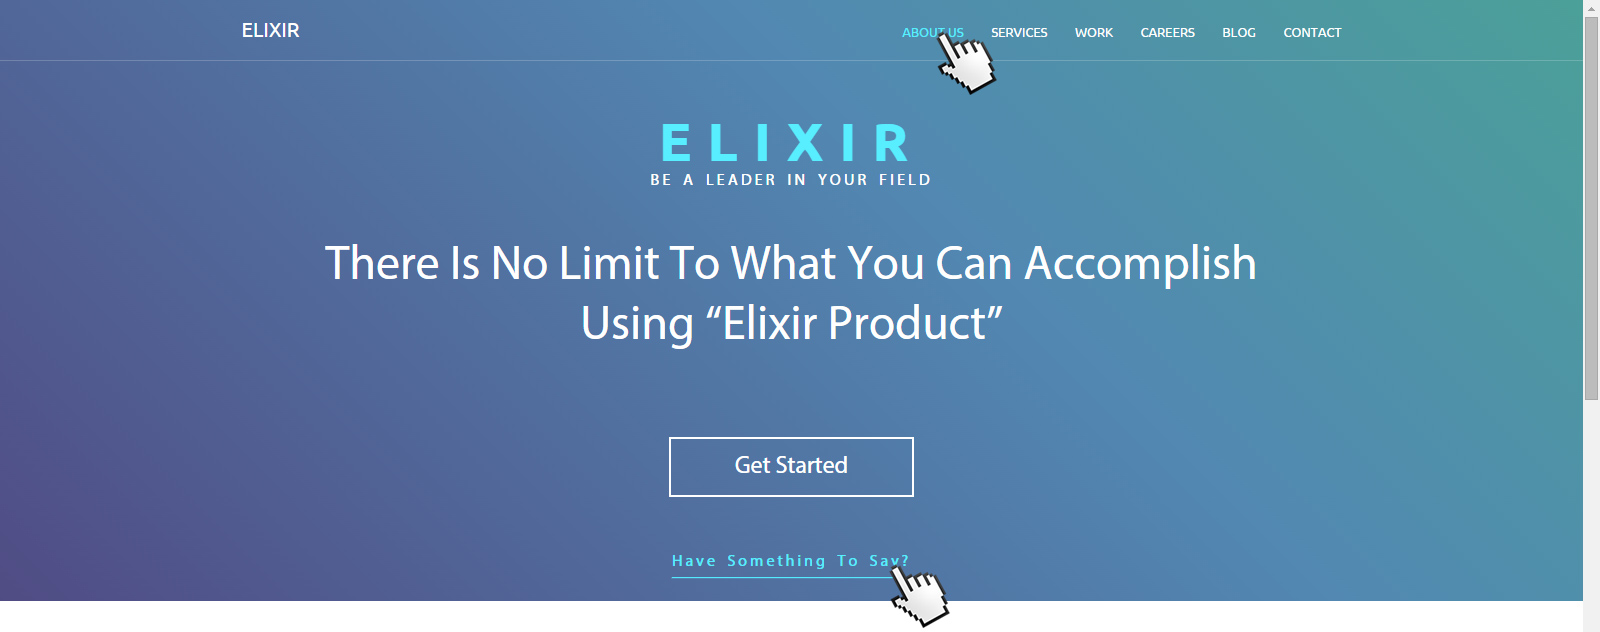 ELIXIR
ABOUT US SERVICES WORK CAREERS BLOG CONTACT
ELIXIR
BE A LEADER IN YOUR FIELD
There Is No Limit To What You Can Accomplish
Using “Elixir Product”
Get Started
Have Something To Say?